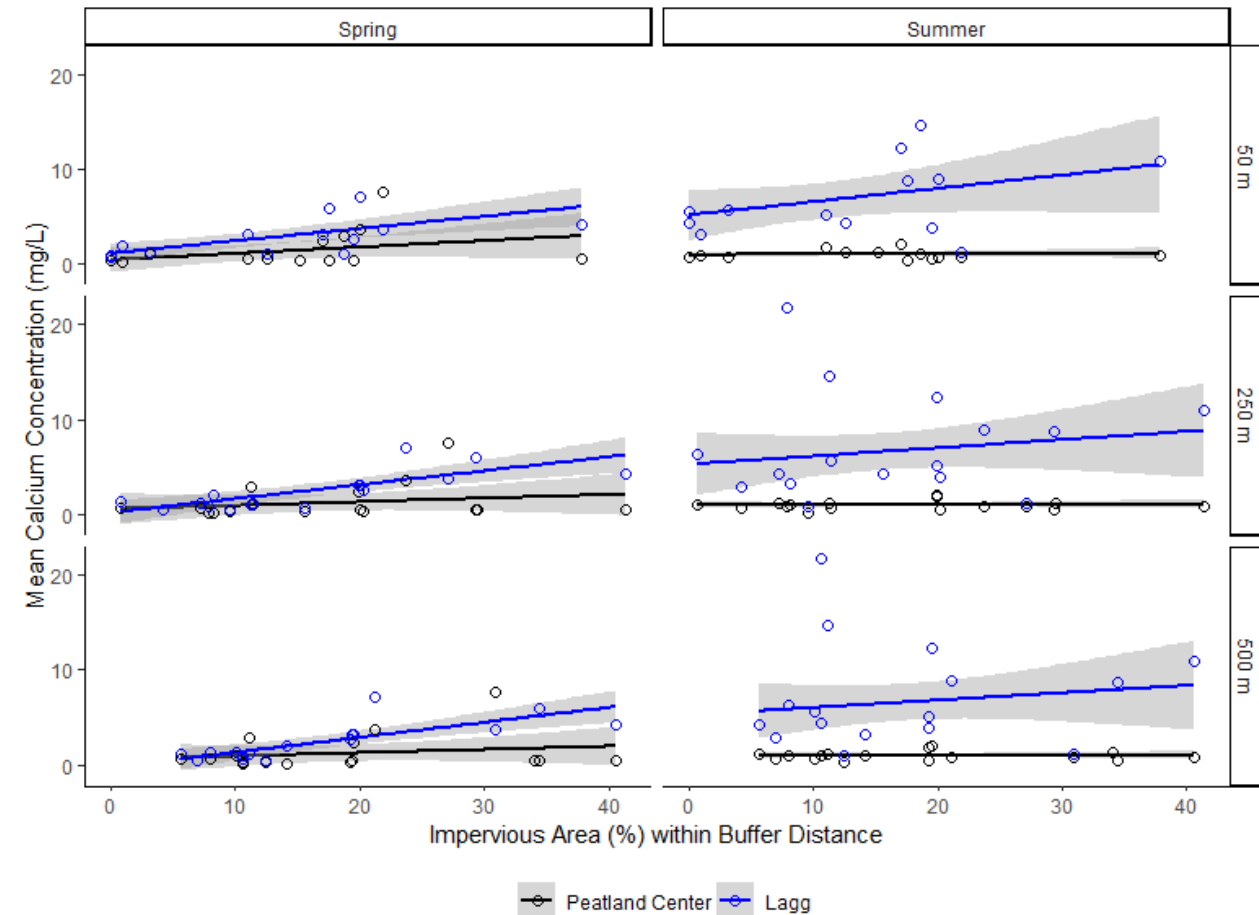 Spring
Summer
Mean Calcium Concentration (mg/L)
20
10
0
50 m
20
10
0
250 m
20
10
0
500 m
0 10 20 30 40
0 10 20 30 40
Impervious Area (%) within Buffer Distance
Peatland Center Lagg